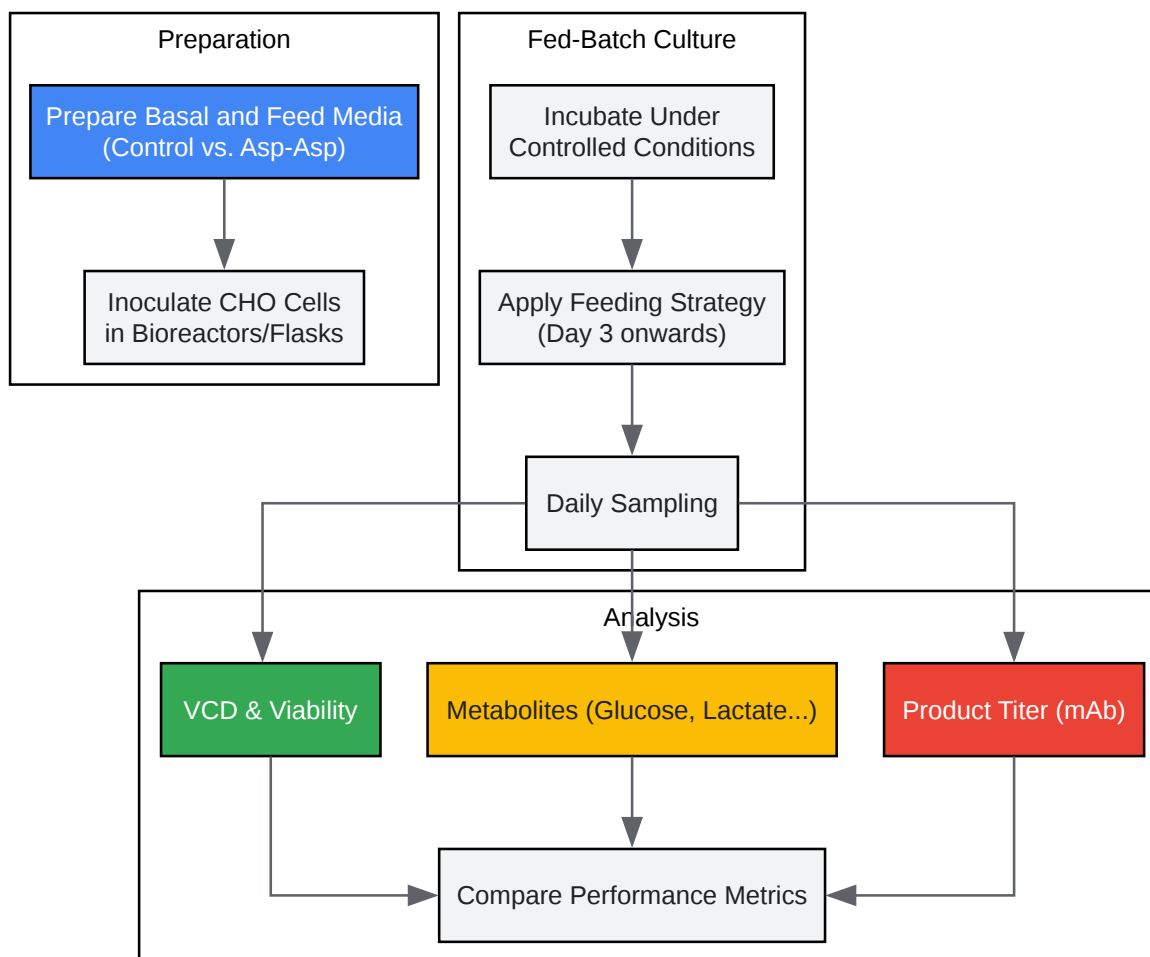 Preparation
Prepare Basal and Feed Media
(Control vs. Asp-Asp)
Inoculate CHO Cells
in Bioreactors/Flasks
Fed-Batch Culture
Incubate Under
Controlled Conditions
Apply Feeding Strategy
(Day 3 onwards)
Daily Sampling
Analysis
VCD & Viability
Metabolites (Glucose, Lactate...)
Product Titer (mAb)
Compare Performance Metrics